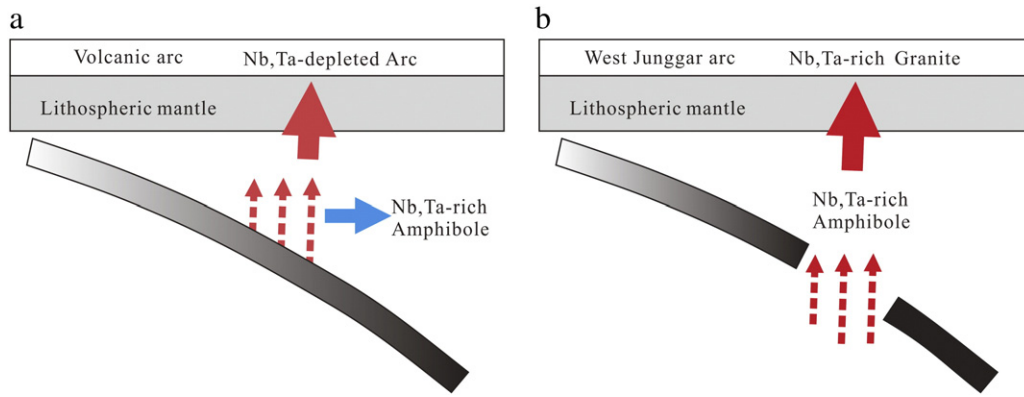 a
Volcanic arc
Nb,Ta-depleted Arc
Lithospheric mantle
Nb,Ta-rich
Amphibole
b
West Junggar arc
Nb,Ta-rich Granite
Lithospheric mantle
Nb,Ta-rich
Amphibole